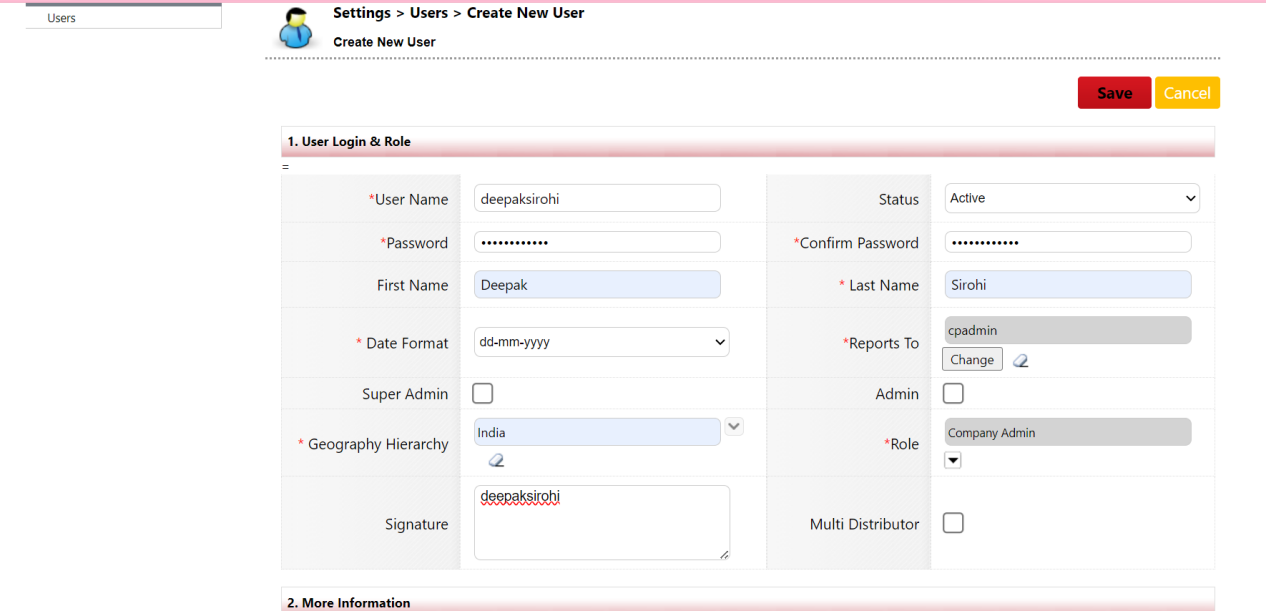 Users
Settings > Users > Create New User
Create New User
Save Cancel
1. User Login & Role
=
*User Name deepaksirohi Status Active
*Password •••••••••••• *Confirm Password ••••••••••••
First Name Deepak * Last Name Sirohi
* Date Format dd-mm-yyyy *Reports To cpadmin
Change
Super Admin Admin
* Geography Hierarchy India *Role Company Admin
Signature deepaksirohi Multi Distributor
2. More Information